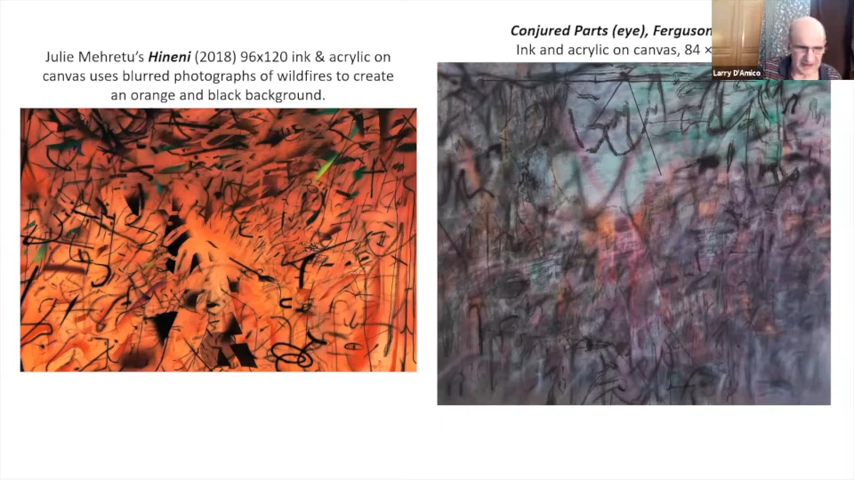 Julie Mehretu's Hineni (2018) 96x120 ink & acrylic on
canvas uses blurred photographs of wildfires to create
an orange and black background.
Conjured Parts (eye), Ferguson
Ink and acrylic on canvas, 84 ×
Larry D'Amico